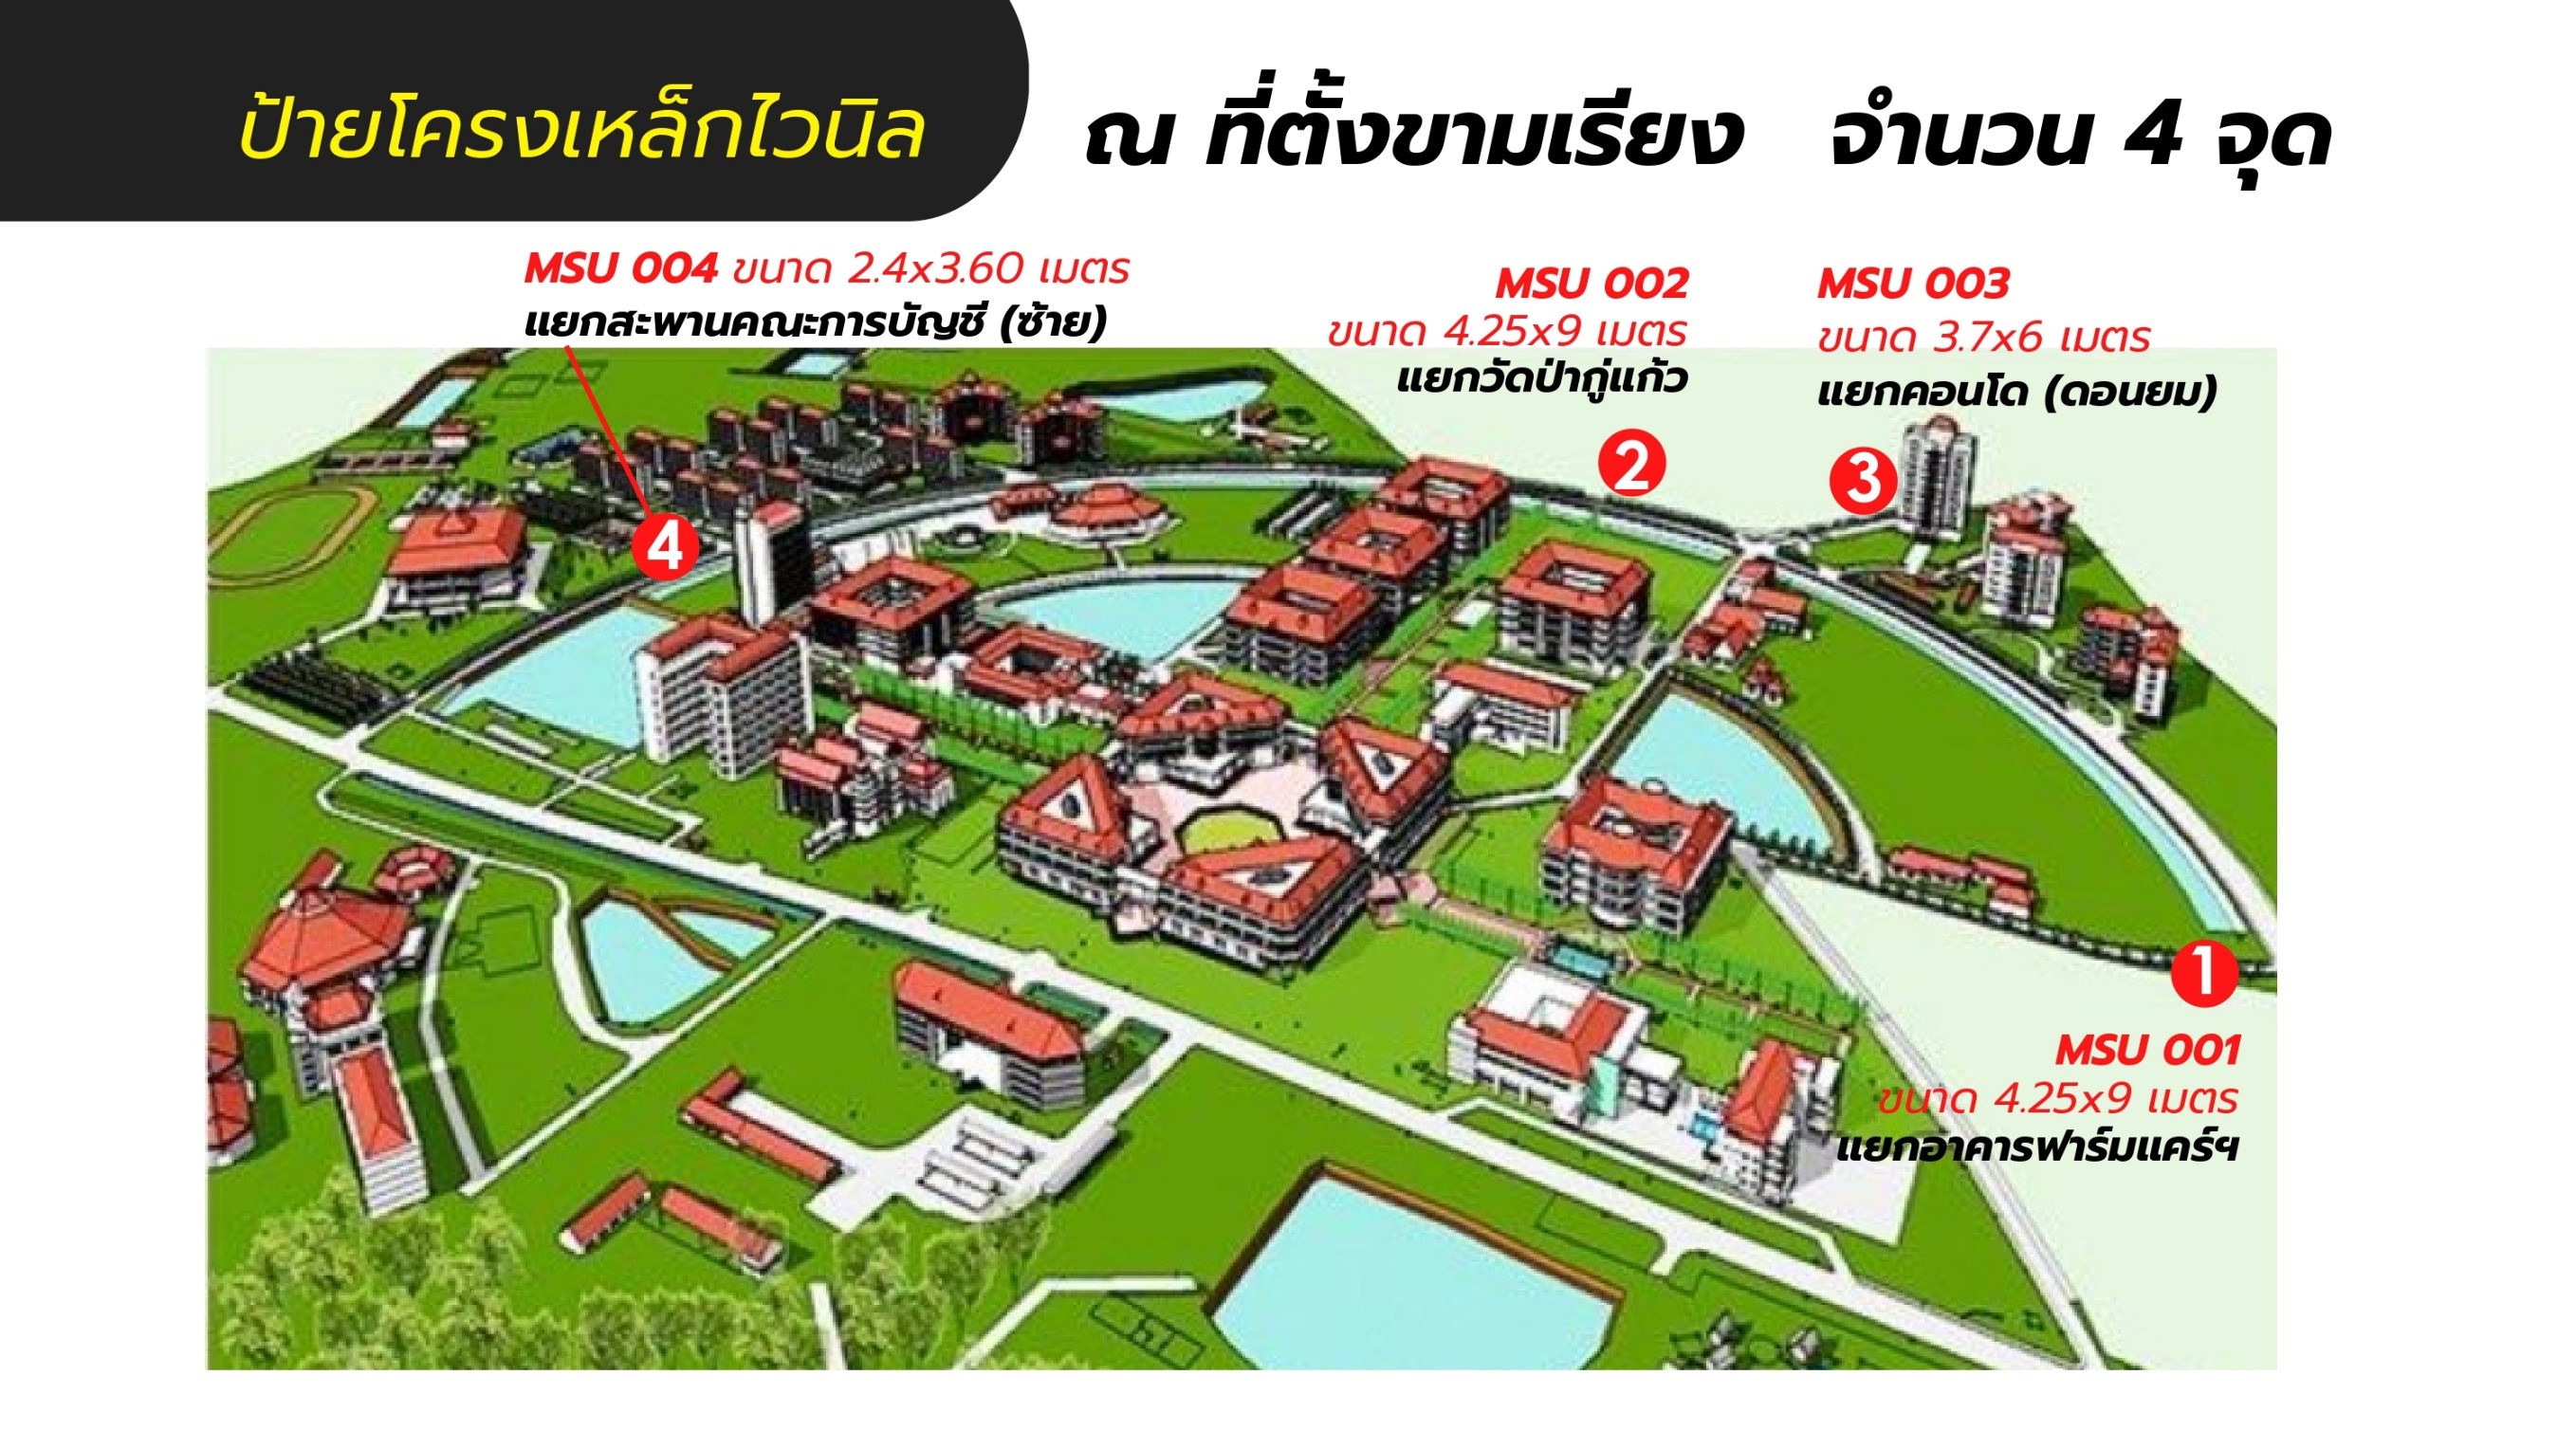 ป้ายโครงเหล็กไวนิล ณ ที่ตั้งขามเรียง จำนวน 4 จุด
MSU 004 ขนาด 2.4x3.60 เมตร
แยกสะพานคณะการบัญชี (ซ้าย)
MSU 002
ขนาด 4.25x9 เมตร
แยกวัดป่ากู่แก้ว
MSU 003
ขนาด 3.7x6 เมตร
แยกคอนโด (ดอนยม)
2
3
4
1
MSU 001
ขนาด 4.25x9 เมตร
แยกอาคารฟาร์มแคร์ฯ